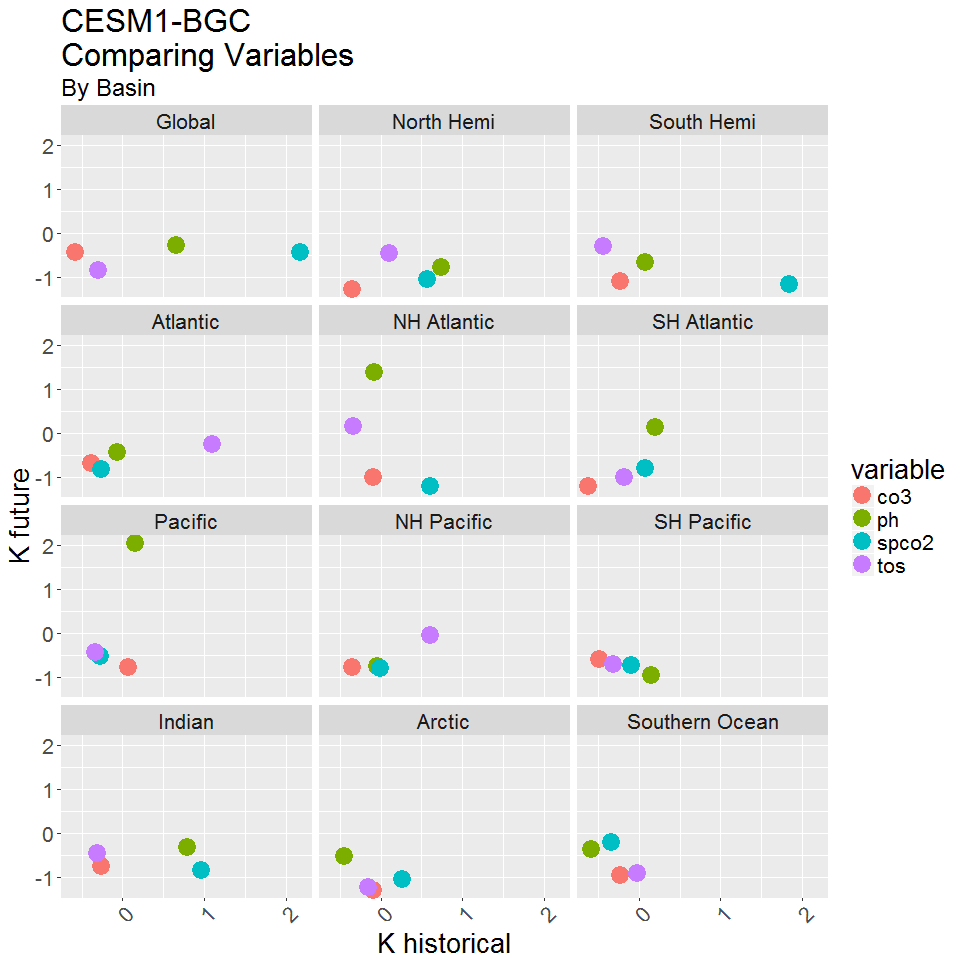 CESM1-BGC
Comparing Variables
By Basin
Global North Hemi South Hemi
2
1
0
-1
Atlantic NH Atlantic SH Atlantic
2
1
0
-1
Pacific NH Pacific SH Pacific
2
1
0
-1
Indian Arctic Southern Ocean
2
1
0
-1
0 1 2 0 1 2 0 1 2
K historical
K future
variable
co3
ph
spco2
tos